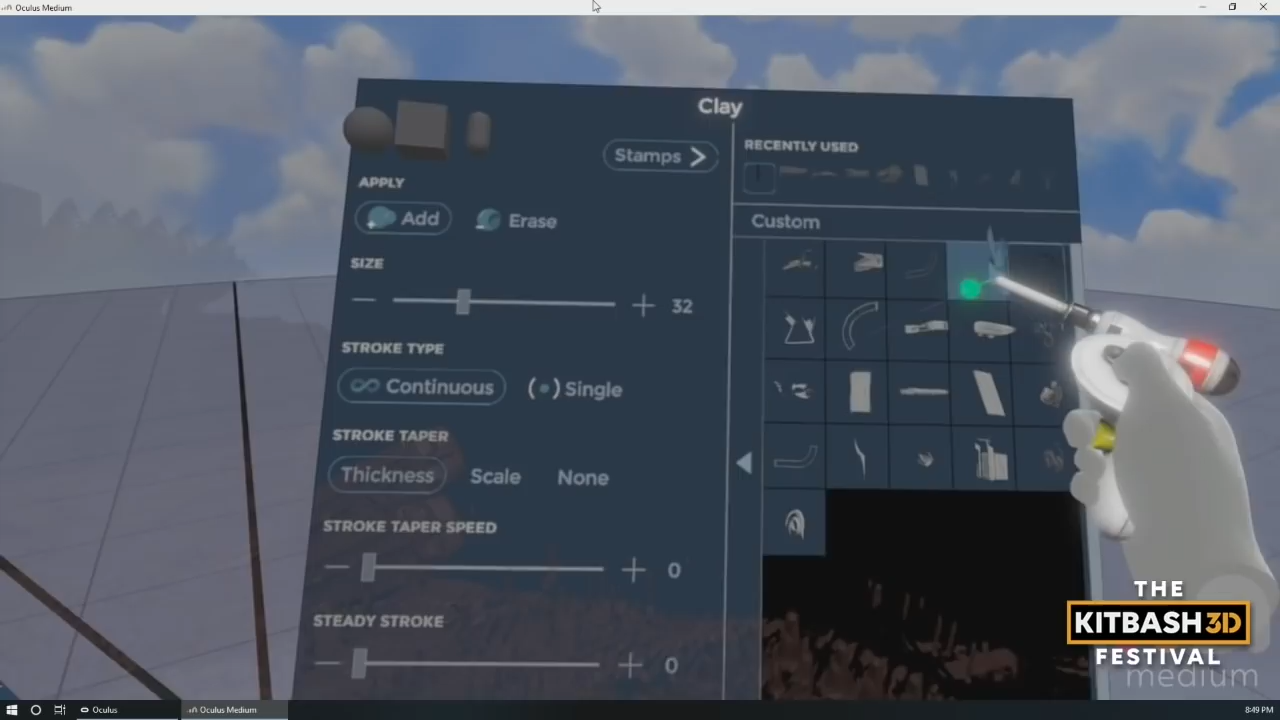 Oculus Medium
Clay
Stamps
RECENTLY USED
APPLY
Add
Erase
Custom
SIZE
32
STROKE TYPE
Continuous
Single
STROKE TAPER
Thickness
Scale
None
STROKE TAPER SPEED
0
STEADY STROKE
0
THE
KITBASH3D
FESTIVAL
medium
Oculus
Oculus Medium
8:49 PM